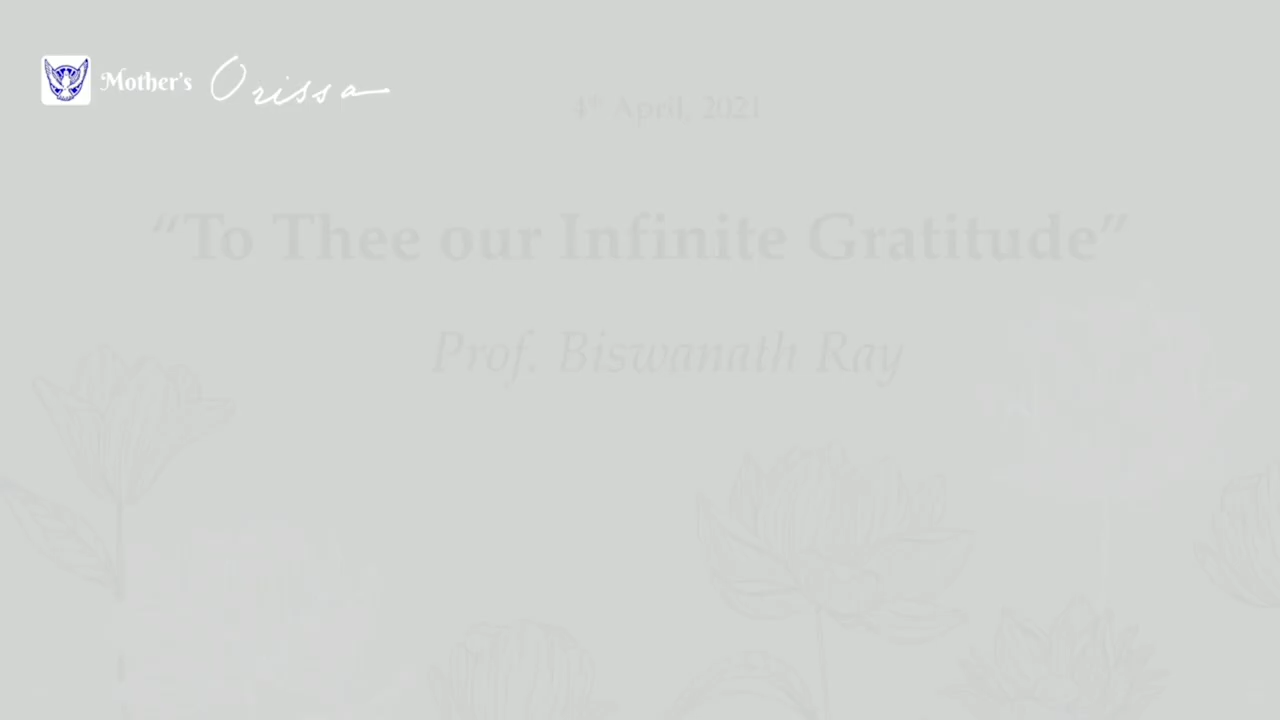 Mother's Orissa
4th April, 2021
“To Thee our Infinite Gratitude”
Prof. Biswanath Ray